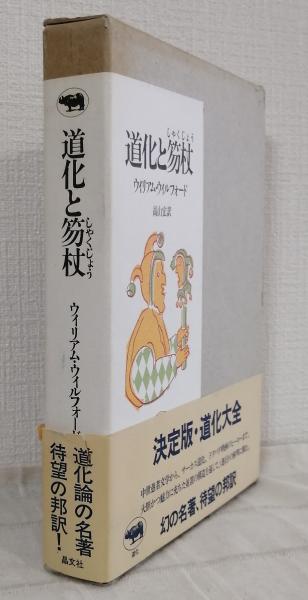 道化と笏杖
しゃくじょう
ウィリアム・ウィルフォー
道化論の名著
待望の邦訳!
晶文社
しゃくじょう
道化と笏杖
ウィリアム・ウィルフォード
高山宏訳
決定版・道化大全
幻の名著、待望の邦訳